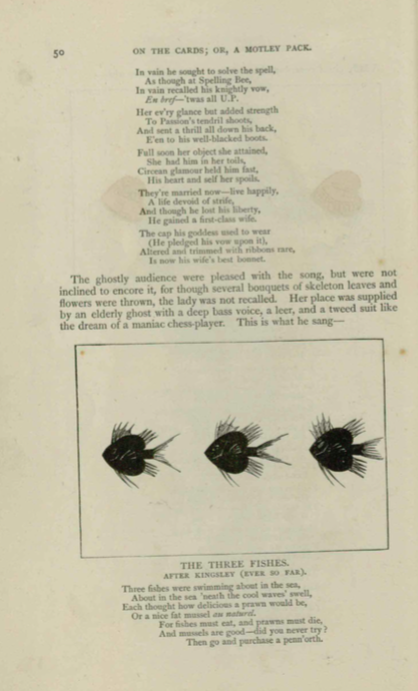 50
ON THE CARDS; OR, A MOTLEY PACK.
In vain he sought to solve the spell,
As though at Spelling Bee,
In vain recalled his knightly vow,
En bref—'twas all U.P.
Her ev'ry glance but added strength
To Passion's tendril shoots,
And sent a thrill all down his back,
E'en to his well-blacked boots.
Full soon her object she attained,
She had him in her toils,
Circean glamour held him fast,
His heart and self her spoils.
They're married now—live happily,
A life devoid of strife,
And though he lost his liberty,
He gained a first-class wife.
The cap his goddess used to wear
(He pledged his vow upon it),
Altered and trimmed with ribbons rare,
Is now his wife's best bonnet.
The ghostly audience were pleased with the song, but were not
inclined to encore it, for though several bouquets of skeleton leaves and
flowers were thrown, the lady was not recalled. Her place was supplied
by an elderly ghost with a deep bass voice, a leer, and a tweed suit like
the dream of a maniac chess-player. This is what he sang—
THE THREE FISHES.
AFTER KINGSLEY (EVER SO FAR).
Three fishes were swimming about in the sea,
About in the sea 'neath the cool waves' swell,
Each thought how delicious a prawn would be,
Or a nice fat mussel au naturel.
For fishes must eat, and prawns must die,
And mussels are good—did you never try?
Then go and purchase a penn'orth.